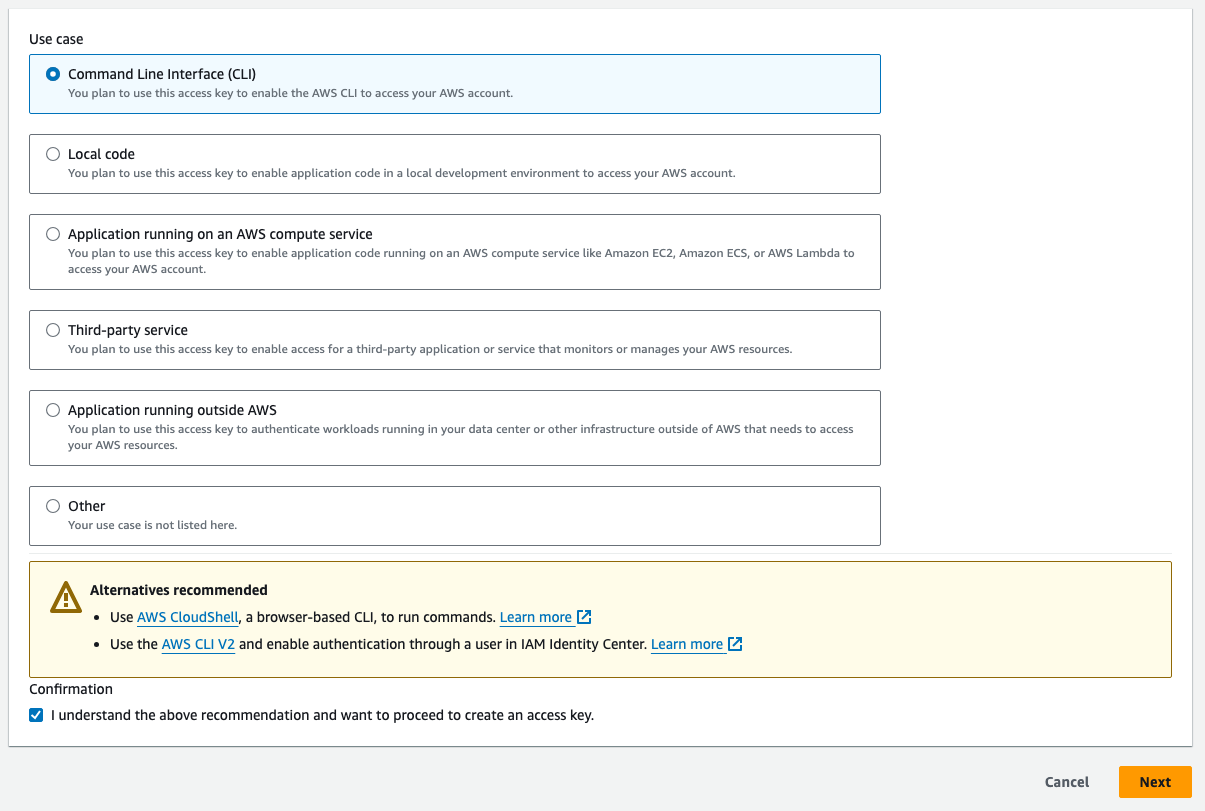 Use case
Command Line Interface (CLI)
You plan to use this access key to enable the AWS CLI to access your AWS account.
Local code
You plan to use this access key to enable application code in a local development environment to access your AWS account.
Application running on an AWS compute service
You plan to use this access key to enable application code running on an AWS compute service like Amazon EC2, Amazon ECS, or AWS Lambda to
access your AWS account.
Third-party service
You plan to use this access key to enable access for a third-party application or service that monitors or manages your AWS resources.
Application running outside AWS
You plan to use this access key to authenticate workloads running in your data center or other infrastructure outside of AWS that needs to access
your AWS resources.
Other
Your use case is not listed here.
Alternatives recommended
• Use AWS CloudShell, a browser-based CLI, to run commands. Learn more
• Use the AWS CLI V2 and enable authentication through a user in IAM Identity Center. Learn more
Confirmation
I understand the above recommendation and want to proceed to create an access key.
Cancel Next